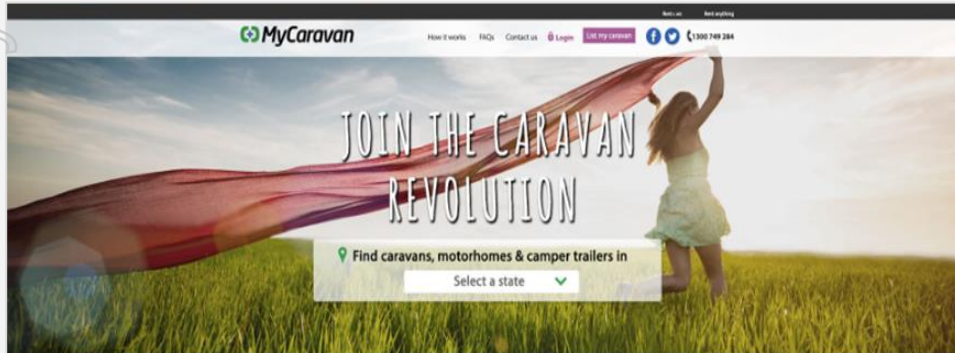 Rent anything
MyCaravan
How it works FAQs Contact us Login List my caravan 1300 749 284
JOIN THE CARAVAN
REVOLUTION
Find caravans, motorhomes & camper trailers in
Select a state